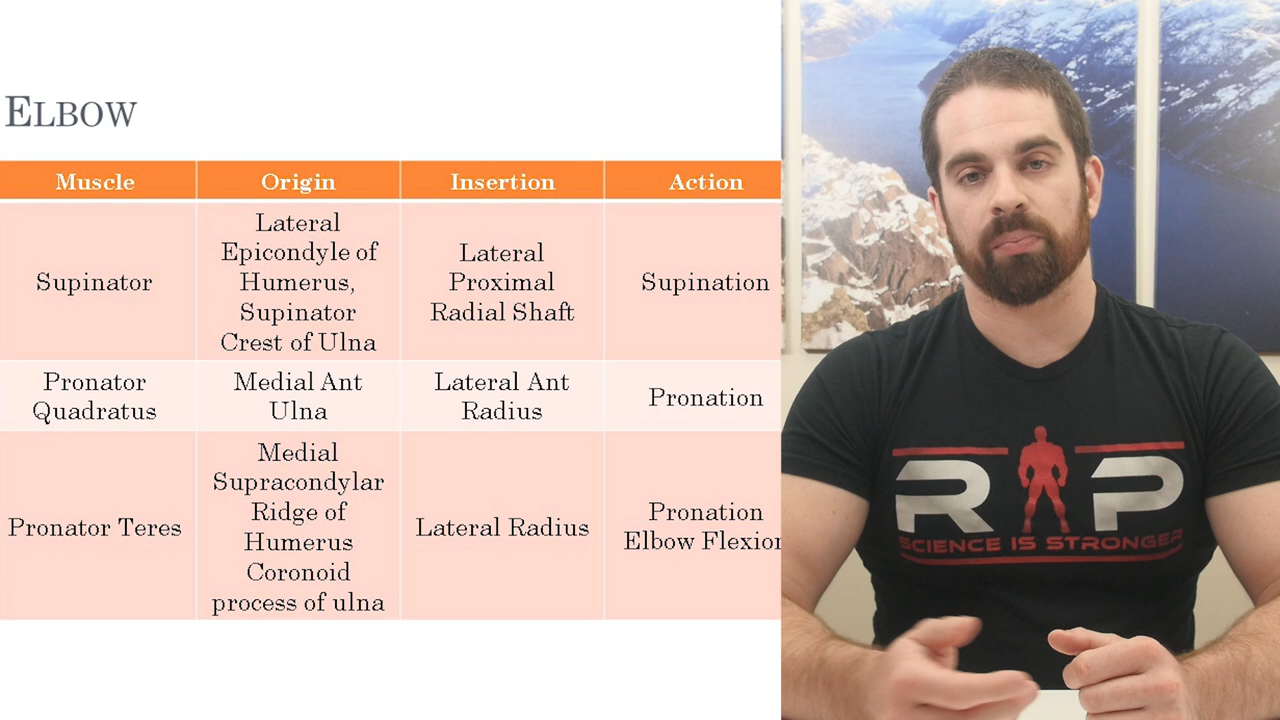 ELBOW
Muscle
Origin
Insertion
Action
Supinator
Lateral
Epicondyle of
Humerus,
Supinator
Crest of Ulna
Lateral
Proximal
Radial Shaft
Supination
Pronator
Quadratus
Medial Ant
Ulna
Lateral Ant
Radius
Pronation
Pronator Teres
Medial
Supracondylar
Ridge of
Humerus
Coronoid
process of ulna
Lateral Radius
Pronation
Elbow Flexion
R P
SCIENCE IS STRONGER